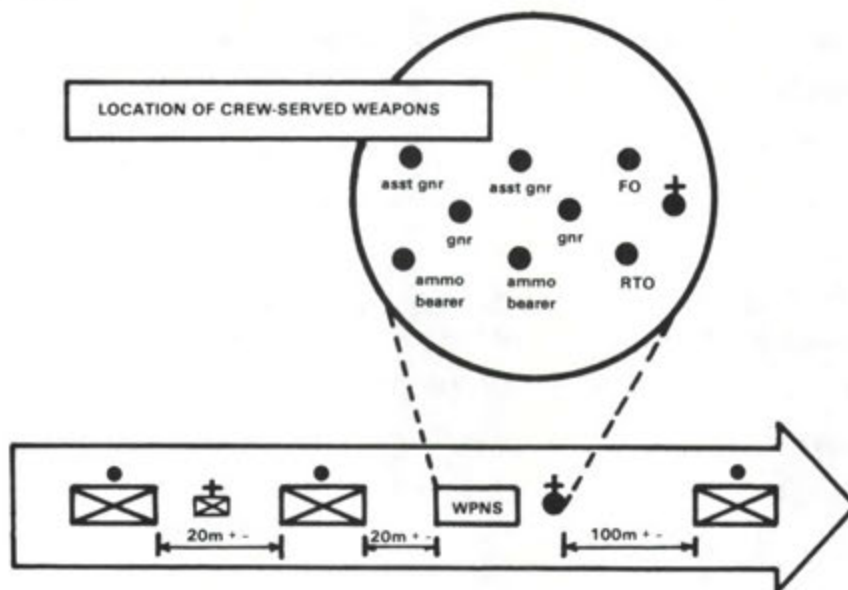 LOCATION OF CREW-SERVED WEAPONS
asst gnr
asst gnr
FO
gnr
gnr
ammo
bearer
ammo
bearer
RTO
WPNS
20m + -
20m + -
100m + -